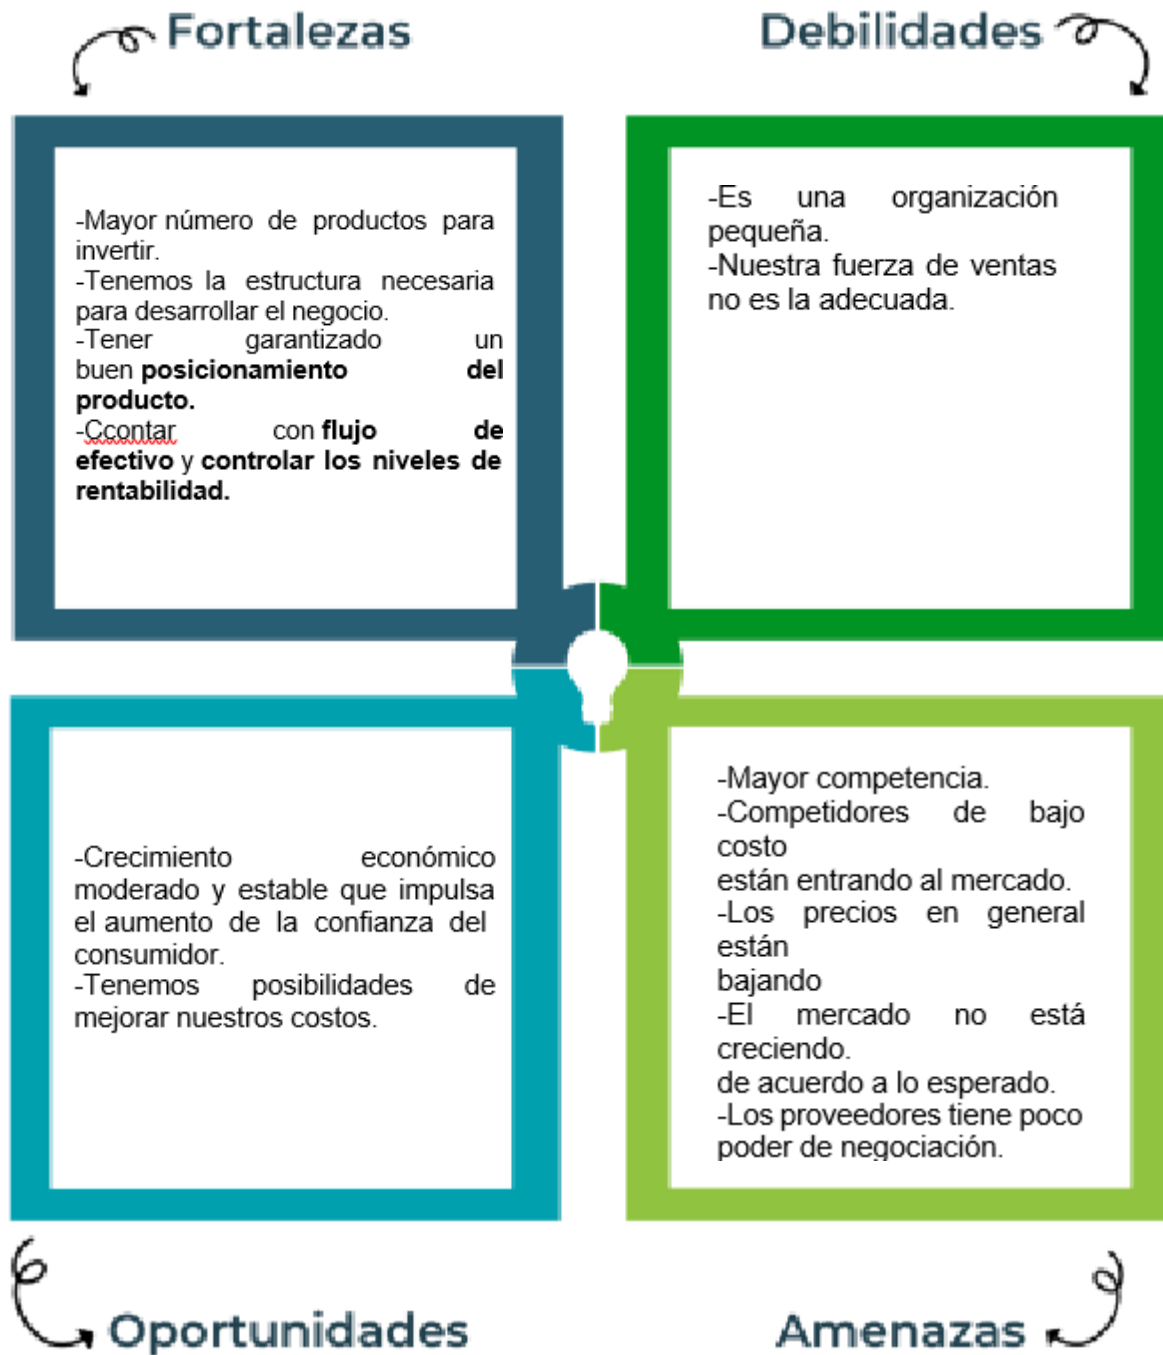 Fortalezas
-Mayor número de productos para
invertir.
-Tenemos la estructura necesaria
para desarrollar el negocio.
-Tener garantizado un
buen posicionamiento del
producto.
-Ccontar con flujo de
efectivo y controlar los niveles de
rentabilidad.
Debilidades
-Es una organización
pequeña.
-Nuestra fuerza de ventas
no es la adecuada.
-Crecimiento económico
moderado y estable que impulsa
el aumento de la confianza del
consumidor.
-Tenemos posibilidades de
mejorar nuestros costos.
Oportunidades
-Mayor competencia.
-Competidores de bajo
costo
están entrando al mercado.
-Los precios en general
están
bajando
-El mercado no está
creciendo.
de acuerdo a lo esperado.
-Los proveedores tiene poco
poder de negociación.
Amenazas